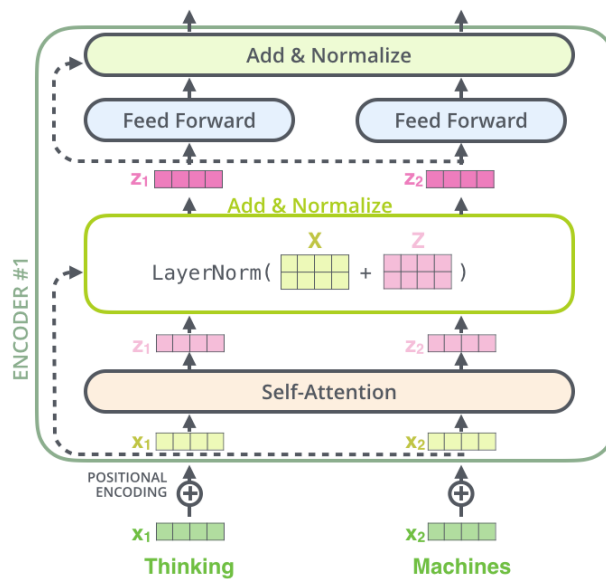 Add & Normalize
Feed Forward Feed Forward
z1 z2
Add & Normalize
X Z
LayerNorm( + )
ENCODER #1
z1 z2
Self-Attention
x1 x2
POSITIONAL
ENCODING
x1 x2
Thinking Machines